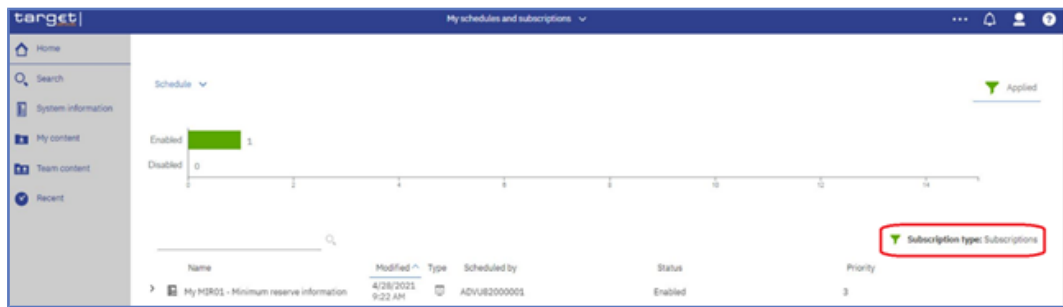 target|
My schedules and subscriptions
Home
Search
System information
My content
Team content
Recent
Schedule
Applied
Enabled 1
Disabled 0
0 2 4 6 8 10 12 14
Subscription type: Subscriptions
Name Modified Type Scheduled by Status Priority
My MIR01 - Minimum reserve information 4/28/2021 9:22 AM ADVU82000001 Enabled 3